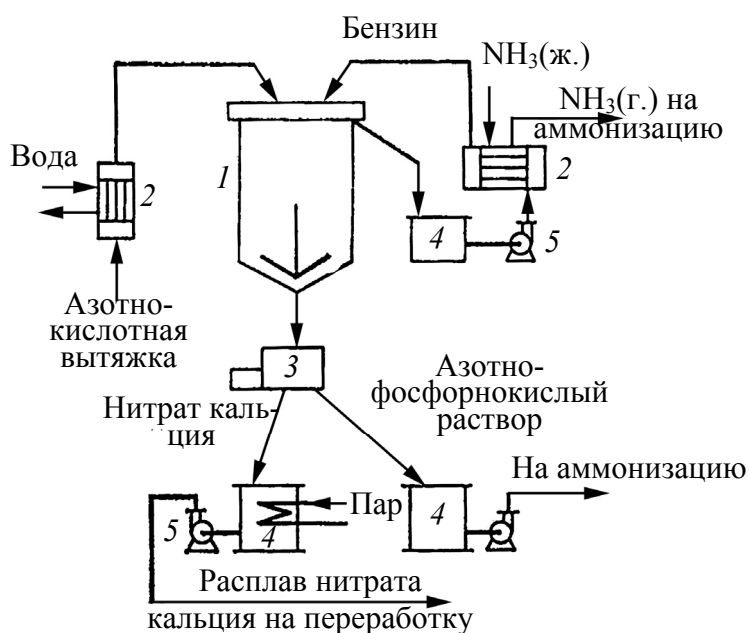 Бензин
NH₃(ж.)
NH₃(г.) на
аммонизацию
Вода
2
1
2
4
5
Азотно-
кислотная
вытяжка
3
Азотно-
фосфорнокислый
раствор
Нитрат каль-
ция
На аммонизацию
Пар
5
4
4
Расплав нитрата
кальция на переработку